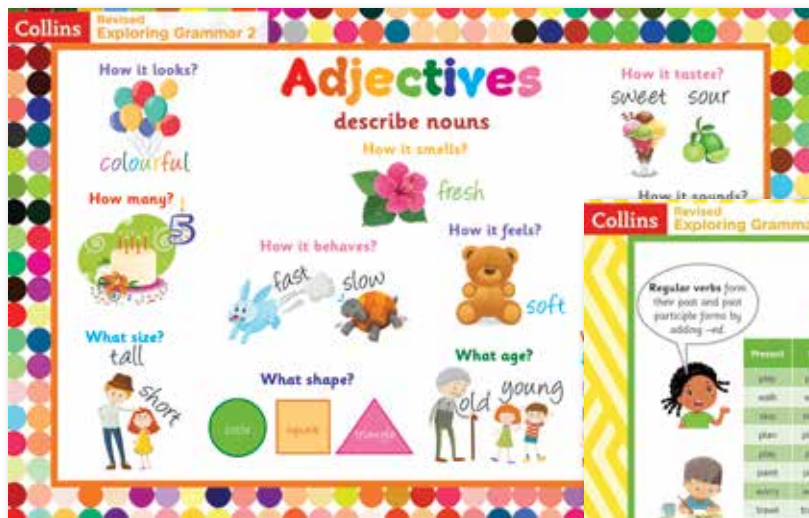 Collins
Revised
Exploring Grammar 2
Adjectives
describe nouns
How it looks?
colourful
How it tastes?
sweet sour
How it smells?
fresh
How many?
5
How it behaves?
fast slow
How it feels?
soft
How it sounds?
What size?
tall
short
What shape?
circle
square
triangle
What age?
old young
Collins
Revised
Exploring Gramma
Regular verbs form
their past and past
participle forms by
adding –ed.
Present
play
walk
plan
play
paint
worry
travel